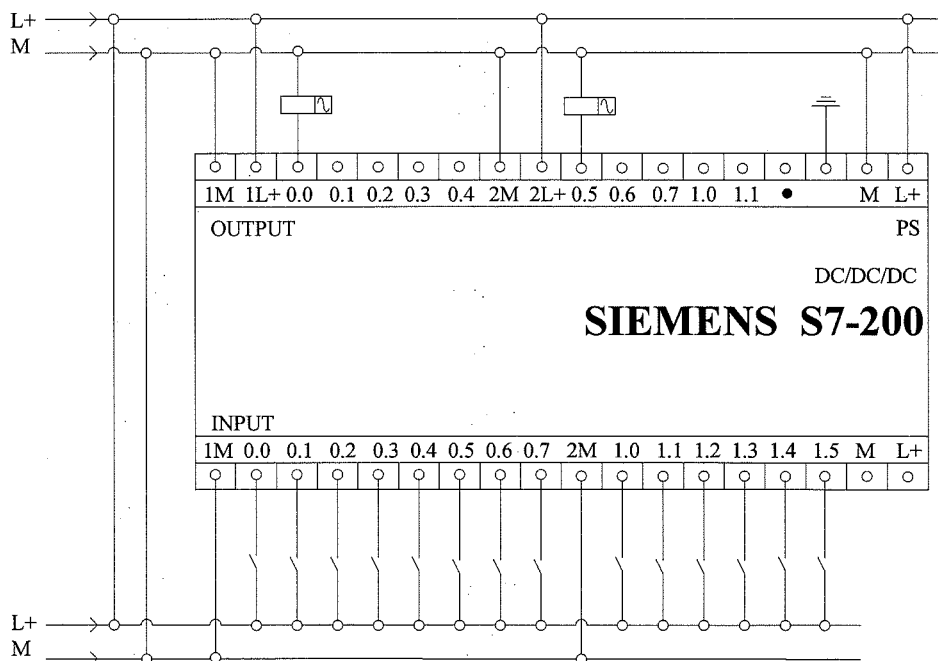 L+
M
1M 1L+ 0.0 0.1 0.2 0.3 0.4 2M 2L+ 0.5 0.6 0.7 1.0 1.1 ● M L+
OUTPUT PS
DC/DC/DC
SIEMENS S7-200
INPUT
1M 0.0 0.1 0.2 0.3 0.4 0.5 0.6 0.7 2M 1.0 1.1 1.2 1.3 1.4 1.5 M L+
L+
M